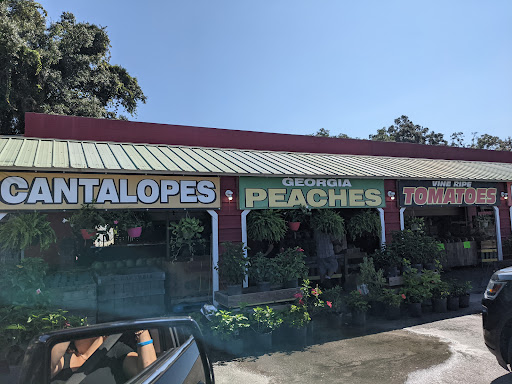 CANTALOPES
GEORGIA
PEACHES
VINE RIPE
TOMATOES